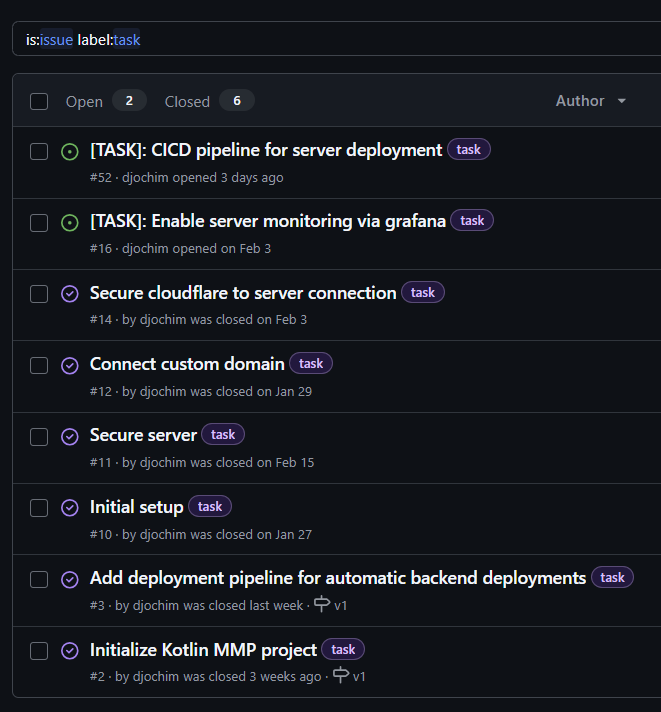 is:issue label:task
Open 2 Closed 6 Author
[TASK]: CICD pipeline for server deployment task
#52 · djochim opened 3 days ago
[TASK]: Enable server monitoring via grafana task
#16 · djochim opened on Feb 3
Secure cloudflare to server connection task
#14 · by djochim was closed on Feb 3
Connect custom domain task
#12 · by djochim was closed on Jan 29
Secure server task
#11 · by djochim was closed on Feb 15
Initial setup task
#10 · by djochim was closed on Jan 27
Add deployment pipeline for automatic backend deployments task
#3 · by djochim was closed last week · v1
Initialize Kotlin MMP project task
#2 · by djochim was closed 3 weeks ago · v1